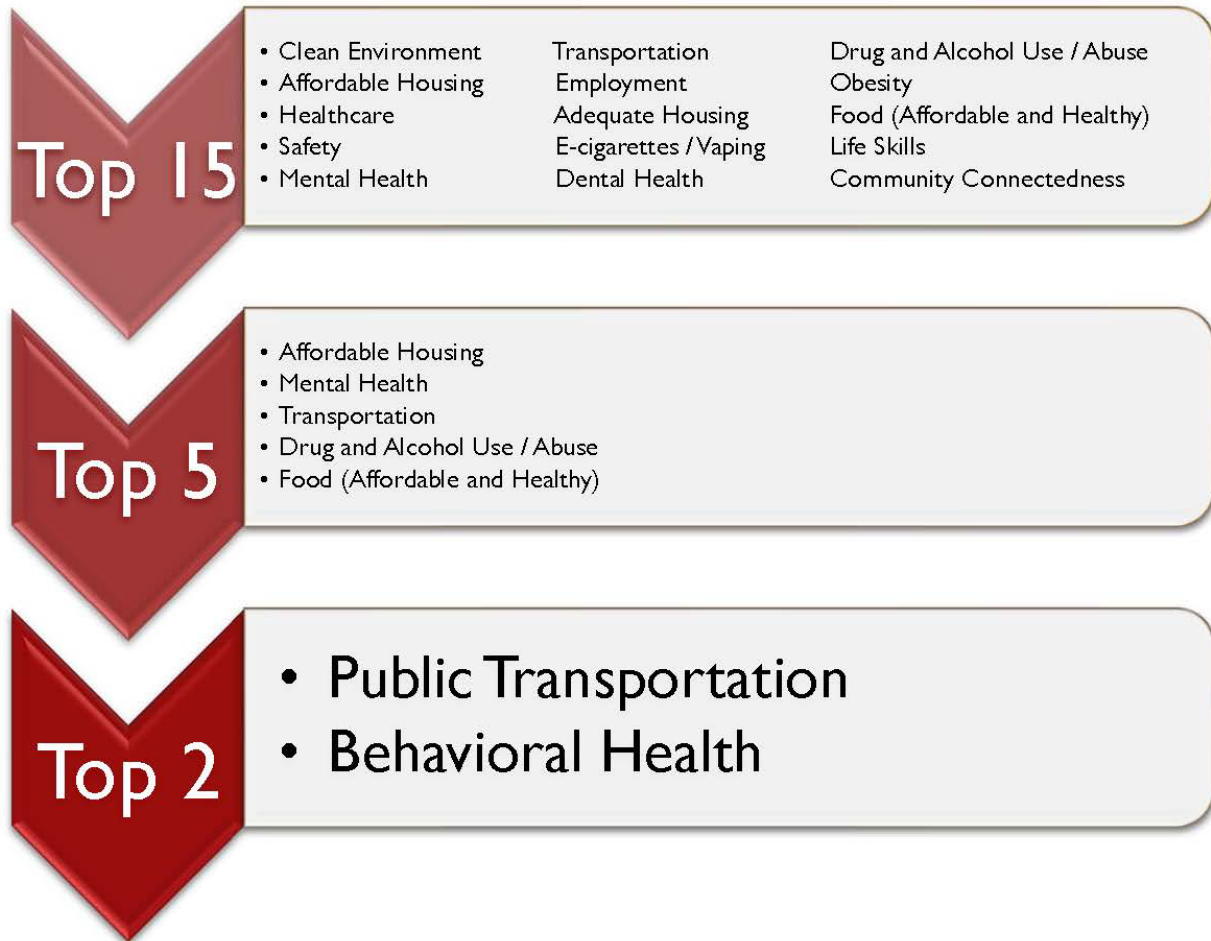 Top 15
• Clean Environment
• Affordable Housing
• Healthcare
• Safety
• Mental Health
Transportation
Employment
Adequate Housing
E-cigarettes / Vaping
Dental Health
Drug and Alcohol Use / Abuse
Obesity
Food (Affordable and Healthy)
Life Skills
Community Connectedness
Top 5
• Affordable Housing
• Mental Health
• Transportation
• Drug and Alcohol Use / Abuse
• Food (Affordable and Healthy)
Top 2
• Public Transportation
• Behavioral Health